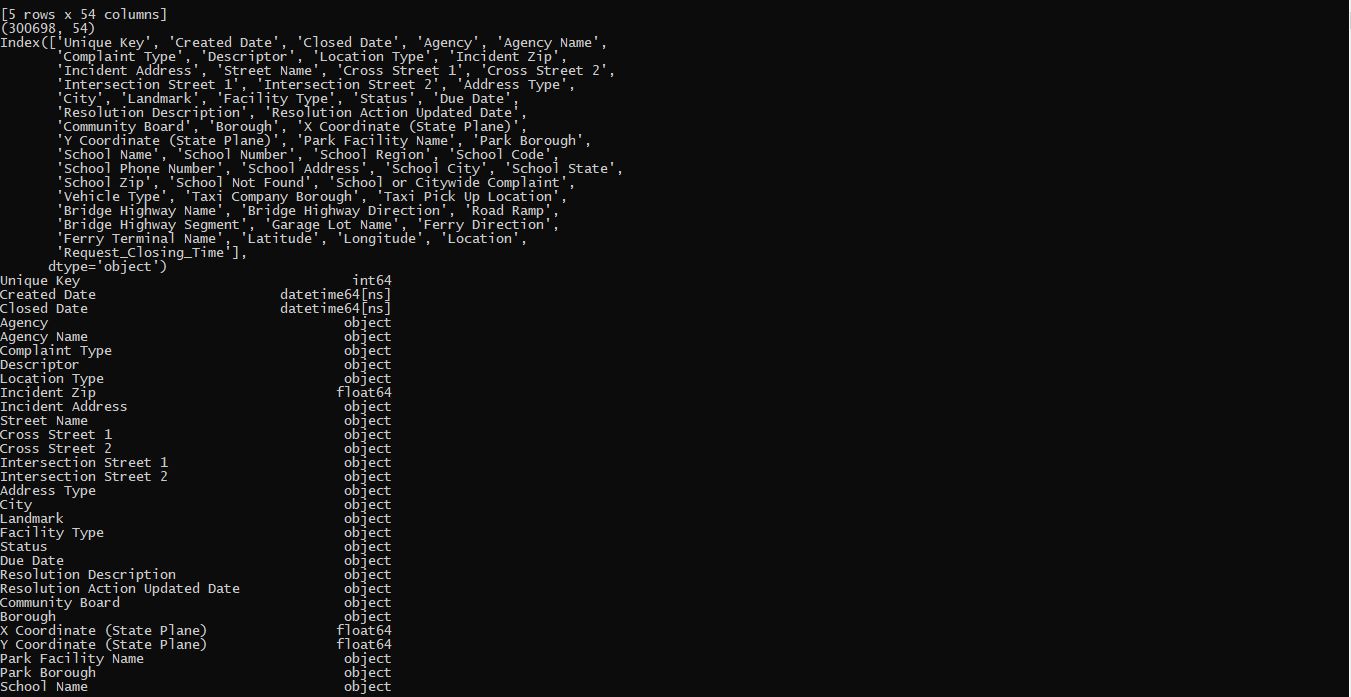 [5 rows x 54 columns]
(300698, 54)
Index(['Unique Key', 'Created Date', 'Closed Date', 'Agency', 'Agency Name',
       'Complaint Type', 'Descriptor', 'Location Type', 'Incident Zip',
       'Incident Address', 'Street Name', 'Cross Street 1', 'Cross Street 2',
       'Intersection Street 1', 'Intersection Street 2', 'Address Type',
       'City', 'Landmark', 'Facility Type', 'Status', 'Due Date',
       'Resolution Description', 'Resolution Action Updated Date',
       'Community Board', 'Borough', 'X Coordinate (State Plane)',
       'Y Coordinate (State Plane)', 'Park Facility Name', 'Park Borough',
       'School Name', 'School Number', 'School Region', 'School Code',
       'School Phone Number', 'School Address', 'School City', 'School State',
       'School Zip', 'School Not Found', 'School or Citywide Complaint',
       'Vehicle Type', 'Taxi Company Borough', 'Taxi Pick Up Location',
       'Bridge Highway Name', 'Bridge Highway Direction', 'Road Ramp',
       'Bridge Highway Segment', 'Garage Lot Name', 'Ferry Direction',
       'Ferry Terminal Name', 'Latitude', 'Longitude', 'Location',
       'Request_Closing_Time'],
      dtype='object')
Unique Key                                  int64
Created Date                       datetime64[ns]
Closed Date                        datetime64[ns]
Agency                                     object
Agency Name                                object
Complaint Type                             object
Descriptor                                 object
Location Type                              object
Incident Zip                              float64
Incident Address                           object
Street Name                                object
Cross Street 1                             object
Cross Street 2                             object
Intersection Street 1                      object
Intersection Street 2                      object
Address Type                               object
City                                       object
Landmark                                   object
Facility Type                              object
Status                                     object
Due Date                                   object
Resolution Description                     object
Resolution Action Updated Date             object
Community Board                            object
Borough                                    object
X Coordinate (State Plane)                float64
Y Coordinate (State Plane)                float64
Park Facility Name                         object
Park Borough                               object
School Name                                object